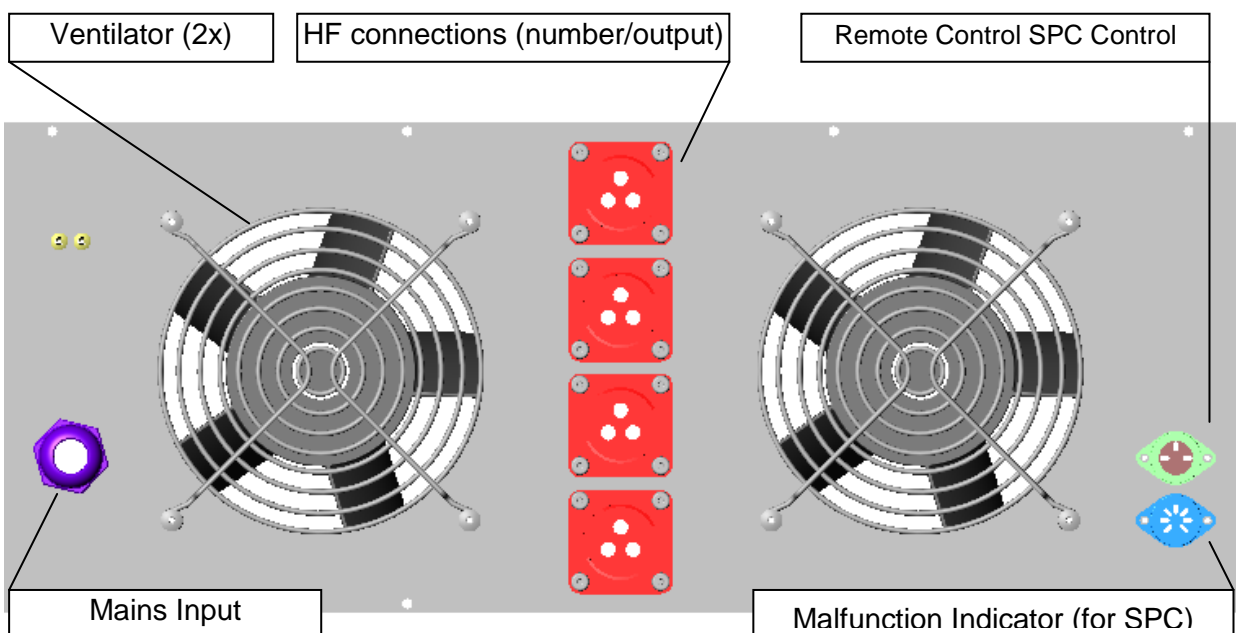 Ventilator (2x)
HF connections (number/output)
Remote Control SPC Control
Mains Input
Malfunction Indicator (for SPC)